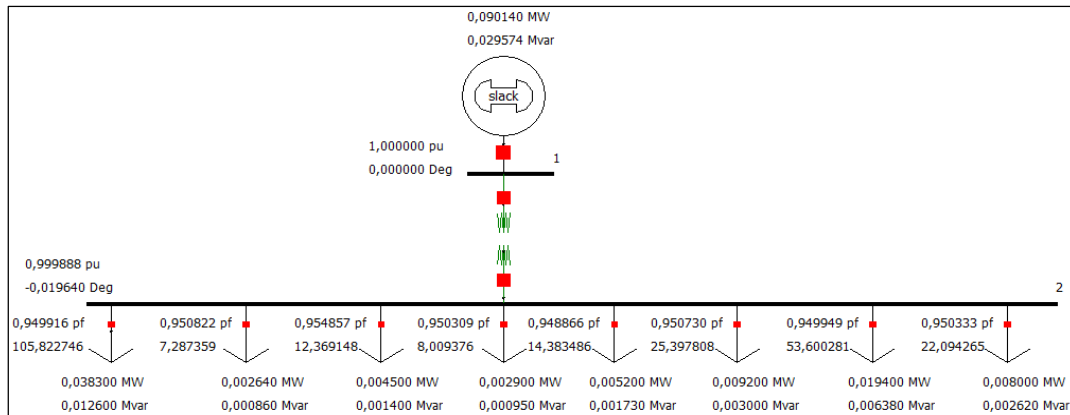 0,090140 MW
0,029574 Mvar
slack
1,000000 pu
1
0,000000 Deg
0,999888 pu
-0,019640 Deg
2
0,949916 pf 0,950822 pf 0,954857 pf 0,950309 pf 0,948866 pf 0,950730 pf 0,949949 pf 0,950333 pf
105,822746 7,287359 12,369148 8,009376 14,383486 25,397808 53,600281 22,094265
0,038300 MW 0,002640 MW 0,004500 MW 0,002900 MW 0,005200 MW 0,009200 MW 0,019400 MW 0,008000 MW
0,012600 Mvar 0,000860 Mvar 0,001400 Mvar 0,000950 Mvar 0,001730 Mvar 0,003000 Mvar 0,006380 Mvar 0,002620 Mvar